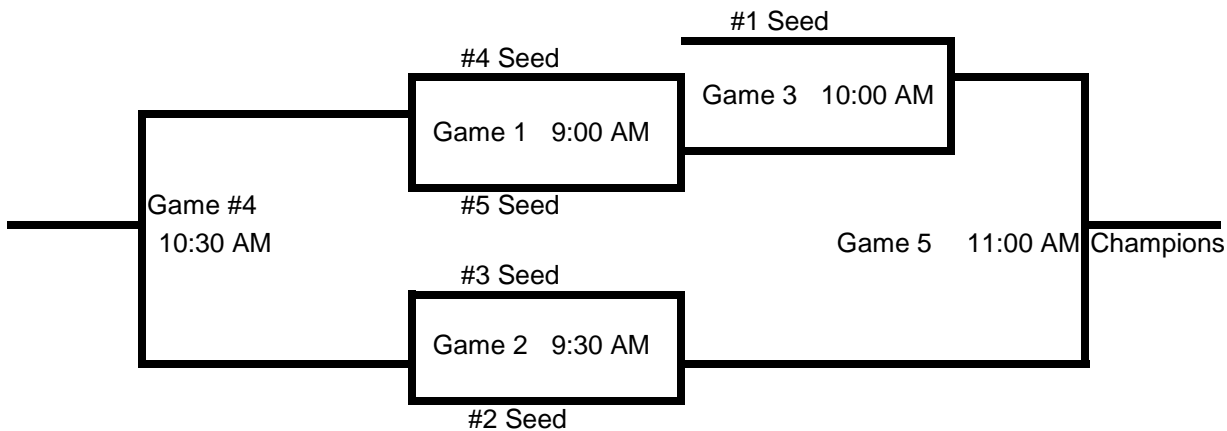 #1 Seed
#4 Seed
Game 3 10:00 AM
Game 1 9:00 AM
#5 Seed
Game #4
10:30 AM
Game 5 11:00 AM Champions
#3 Seed
Game 2 9:30 AM
#2 Seed